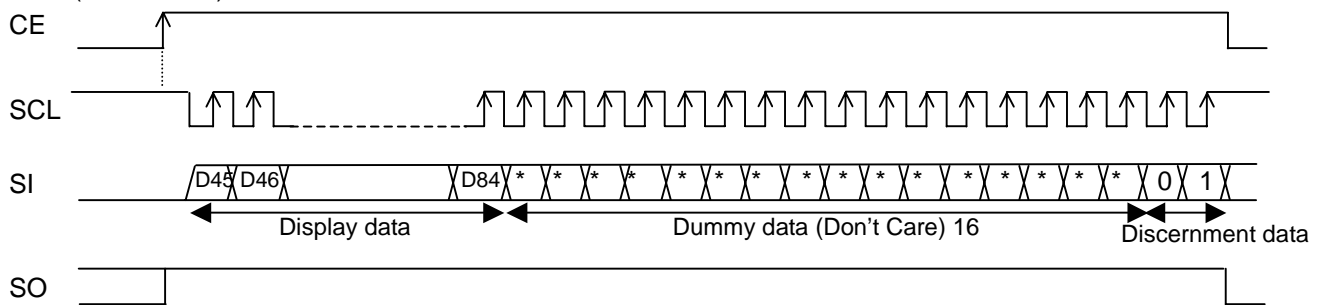 CE
SCL
SI D45 D46 D84 * * * * * * * * * * * * * * * * 0 1
Display data Dummy data (Don't Care) 16 Discernment data
SO